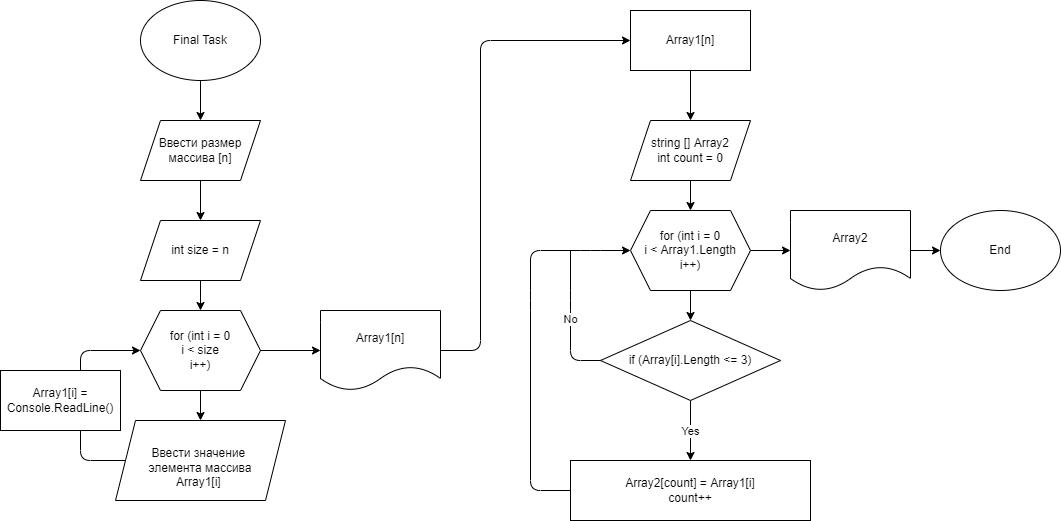 Final Task
Ввести размер
массива [n]
int size = n
for (int i = 0
i < size
i++)
Array1[i] =
Console.ReadLine()
Ввести значение
элемента массива
Array1[i]
Array1[n]
Array1[n]
string [] Array2
int count = 0
for (int i = 0
i < Array1.Length
i++)
No
if (Array[i].Length <= 3)
Yes
Array2[count] = Array1[i]
count++
Array2
End